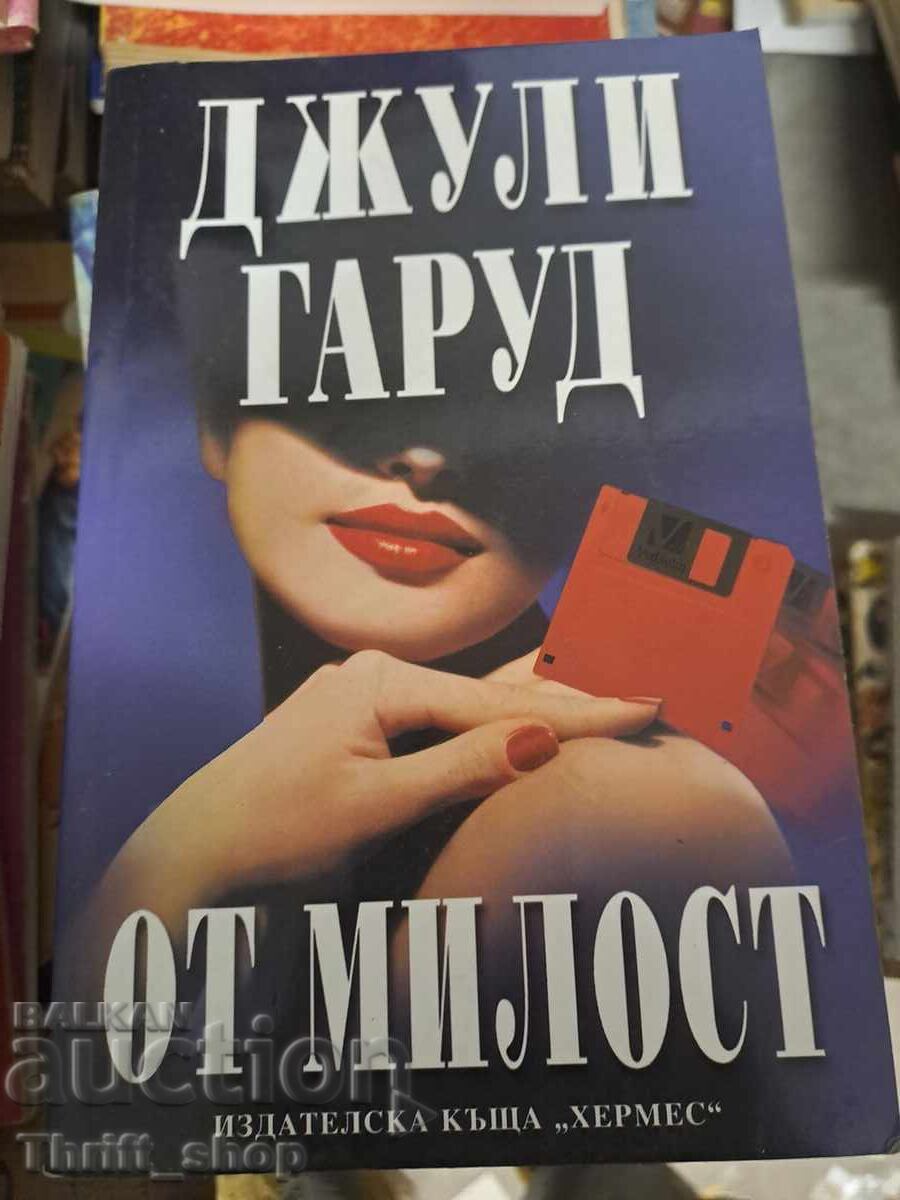 ДЖУЛИ
ГАРУД
ОТ МИЛОСТ
ИЗДАТЕЛСКА КЪЩА „ХЕРМЕС“
BALKAN
auction
Thrift_shop